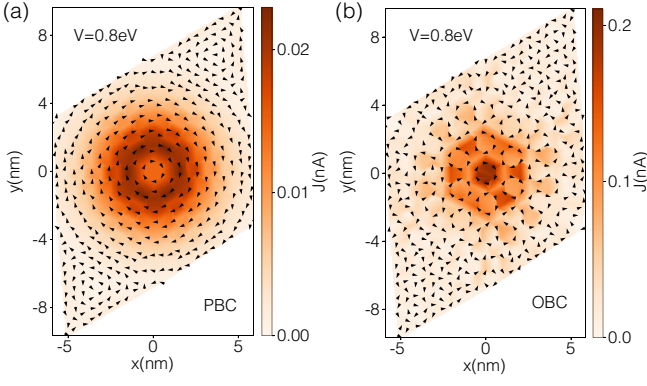 (a)
V=0.8eV
8
4
0
-4
-8
y(nm)
-5
0
5
x(nm)
PBC
0.02
0.01
0.00
J(nA)
(b)
V=0.8eV
8
4
0
-4
-8
y(nm)
-5
0
5
x(nm)
OBC
0.2
0.1
0.0
J(nA)